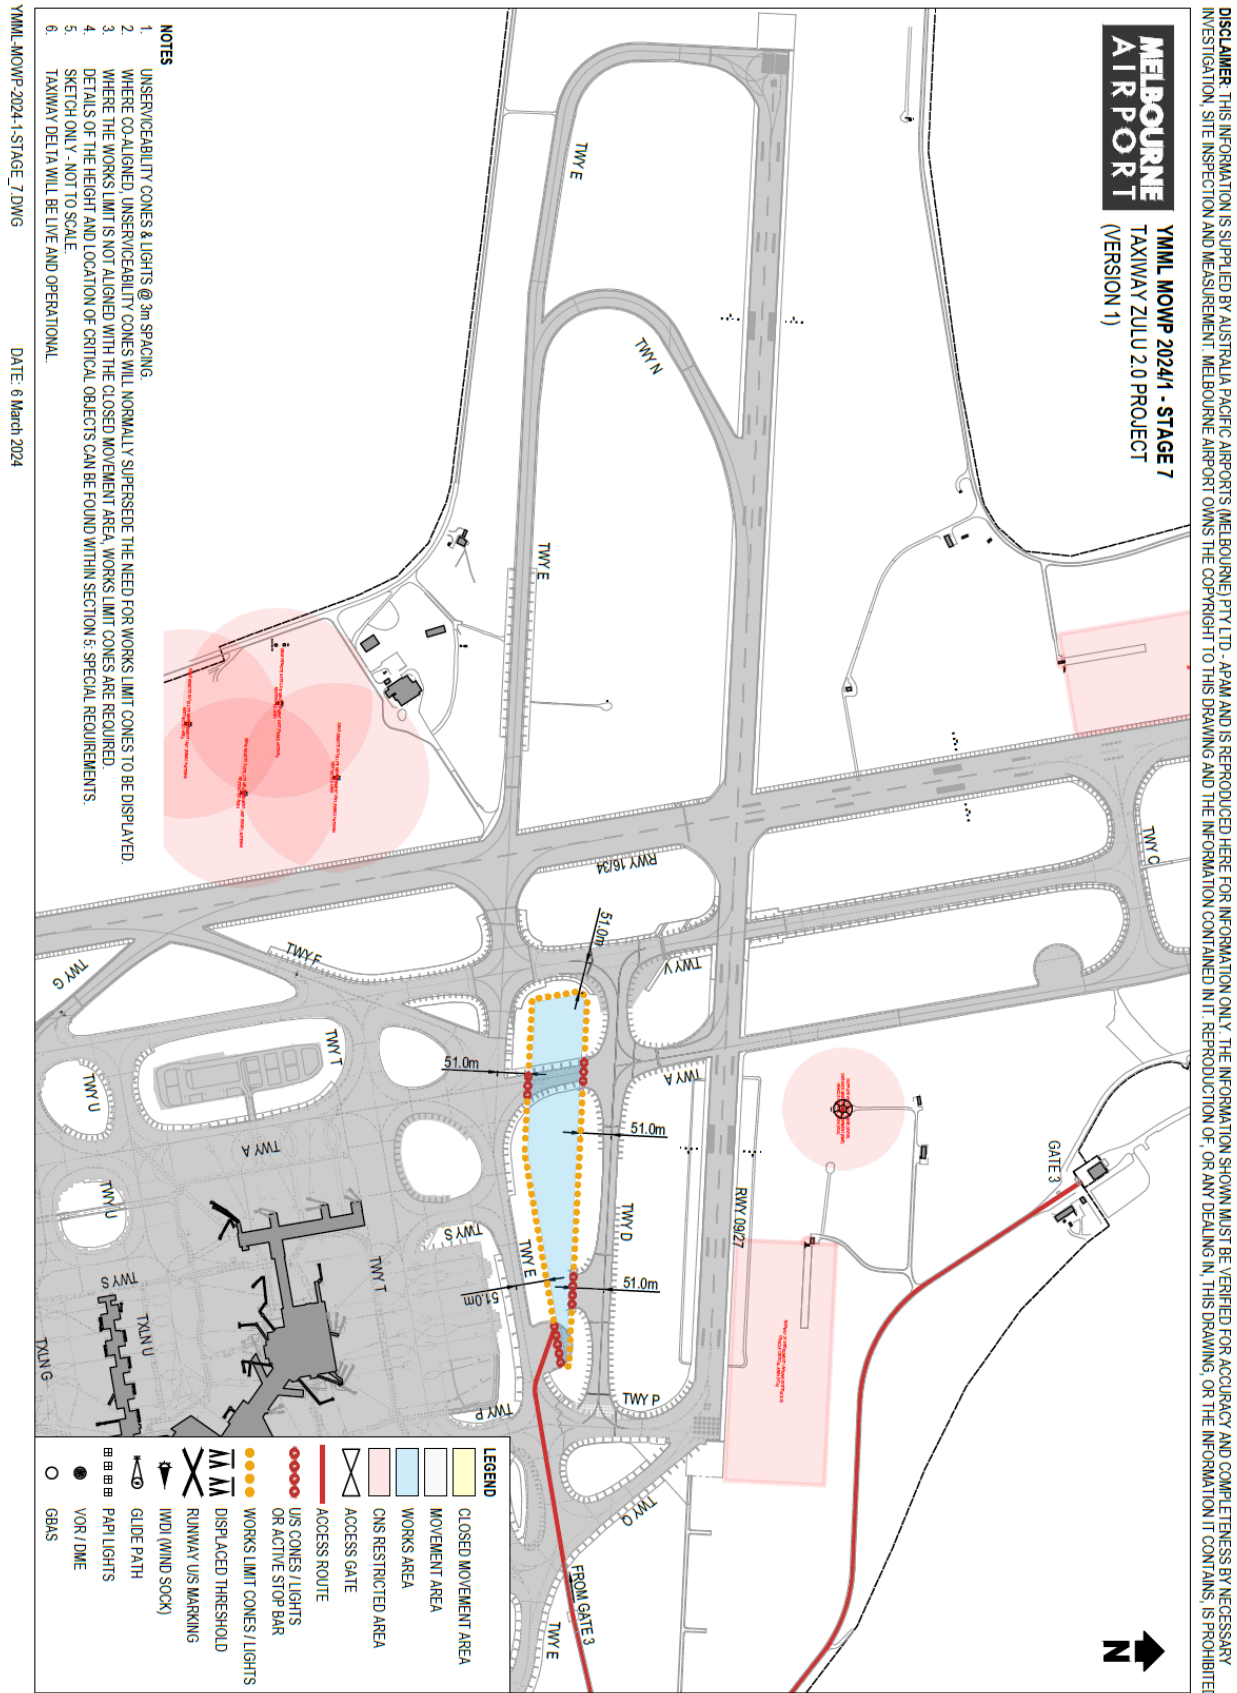 DISCLAIMER: THIS INFORMATION IS SUPPLIED BY AUSTRALIA PACIFIC AIRPORTS (MELBOURNE) PTY LTD - APAM AND IS REPRODUCED HERE FOR INFORMATION ONLY. THE INFORMATION SHOWN MUST BE VERIFIED FOR ACCURACY AND COMPLETENESS BY NECESSARY
INVESTIGATION, SITE INSPECTION AND MEASUREMENT. MELBOURNE AIRPORT OWNS THE COPYRIGHT TO THIS DRAWING AND THE INFORMATION CONTAINED IN IT. REPRODUCTION OF, OR ANY DEALING IN, THIS DRAWING, OR THE INFORMATION IT CONTAINS, IS PROHIBITED
MELBOURNE
AIRPORT
YMML MOWP 2024/1 - STAGE 7
TAXIWAY ZULU 2.0 PROJECT
(VERSION 1)
TWY E
TWY N
TWY E
TWY C
RWY 16/34
TWY G
TWY F
TWY V
51.0m
TWY T
51.0m
TWY A
TWY U
TWY A
51.0m
GATE 3
TWY U
TWY S
TWY D
RWY 09/27
TWY E
TWY T
TWY S
51.0m
51.0m
TXLN U
TXLN G
TWY P
TWY P
TWY Q
FROM GATE 3
TWY E
N
LEGEND
CLOSED MOVEMENT AREA
MOVEMENT AREA
WORKS AREA
CNS RESTRICTED AREA
ACCESS GATE
ACCESS ROUTE
U/S CONES / LIGHTS
OR ACTIVE STOP BAR
WORKS LIMIT CONES / LIGHTS
DISPLACED THRESHOLD
RUNWAY U/S MARKING
IWDI (WIND SOCK)
GLIDE PATH
PAPI LIGHTS
VOR / DME
GBAS
NOTES
1. UNSERVICEABILITY CONES & LIGHTS @ 3m SPACING.
2. WHERE CO-ALIGNED, UNSERVICEABILITY CONES WILL NORMALLY SUPERSEDE THE NEED FOR WORKS LIMIT CONES TO BE DISPLAYED.
3. WHERE THE WORKS LIMIT IS NOT ALIGNED WITH THE CLOSED MOVEMENT AREA, WORKS LIMIT CONES ARE REQUIRED.
4. DETAILS OF THE HEIGHT AND LOCATION OF CRITICAL OBJECTS CAN BE FOUND WITHIN SECTION 5: SPECIAL REQUIREMENTS.
5. SKETCH ONLY - NOT TO SCALE.
6. TAXIWAY DELTA WILL BE LIVE AND OPERATIONAL.
YMML-MOWP-2024-1-STAGE_7.DWG
DATE: 6 March 2024